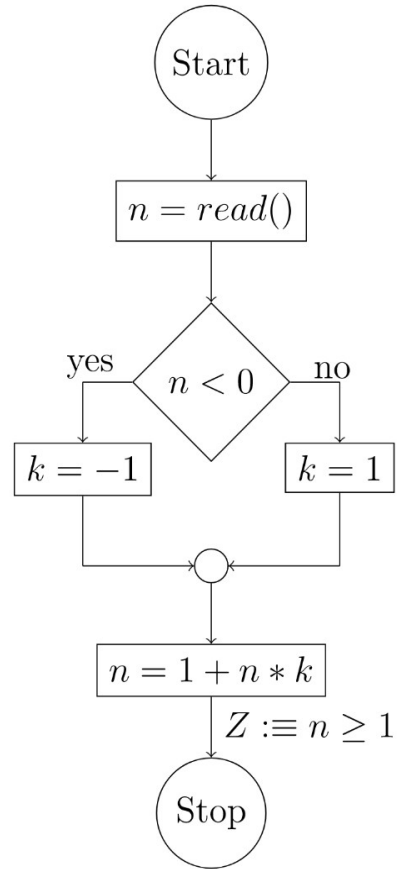 Start
n = read()
yes
n < 0
no
k = −1
k = 1
n = 1 + n ∗ k
Z :≡ n ≥ 1
Stop